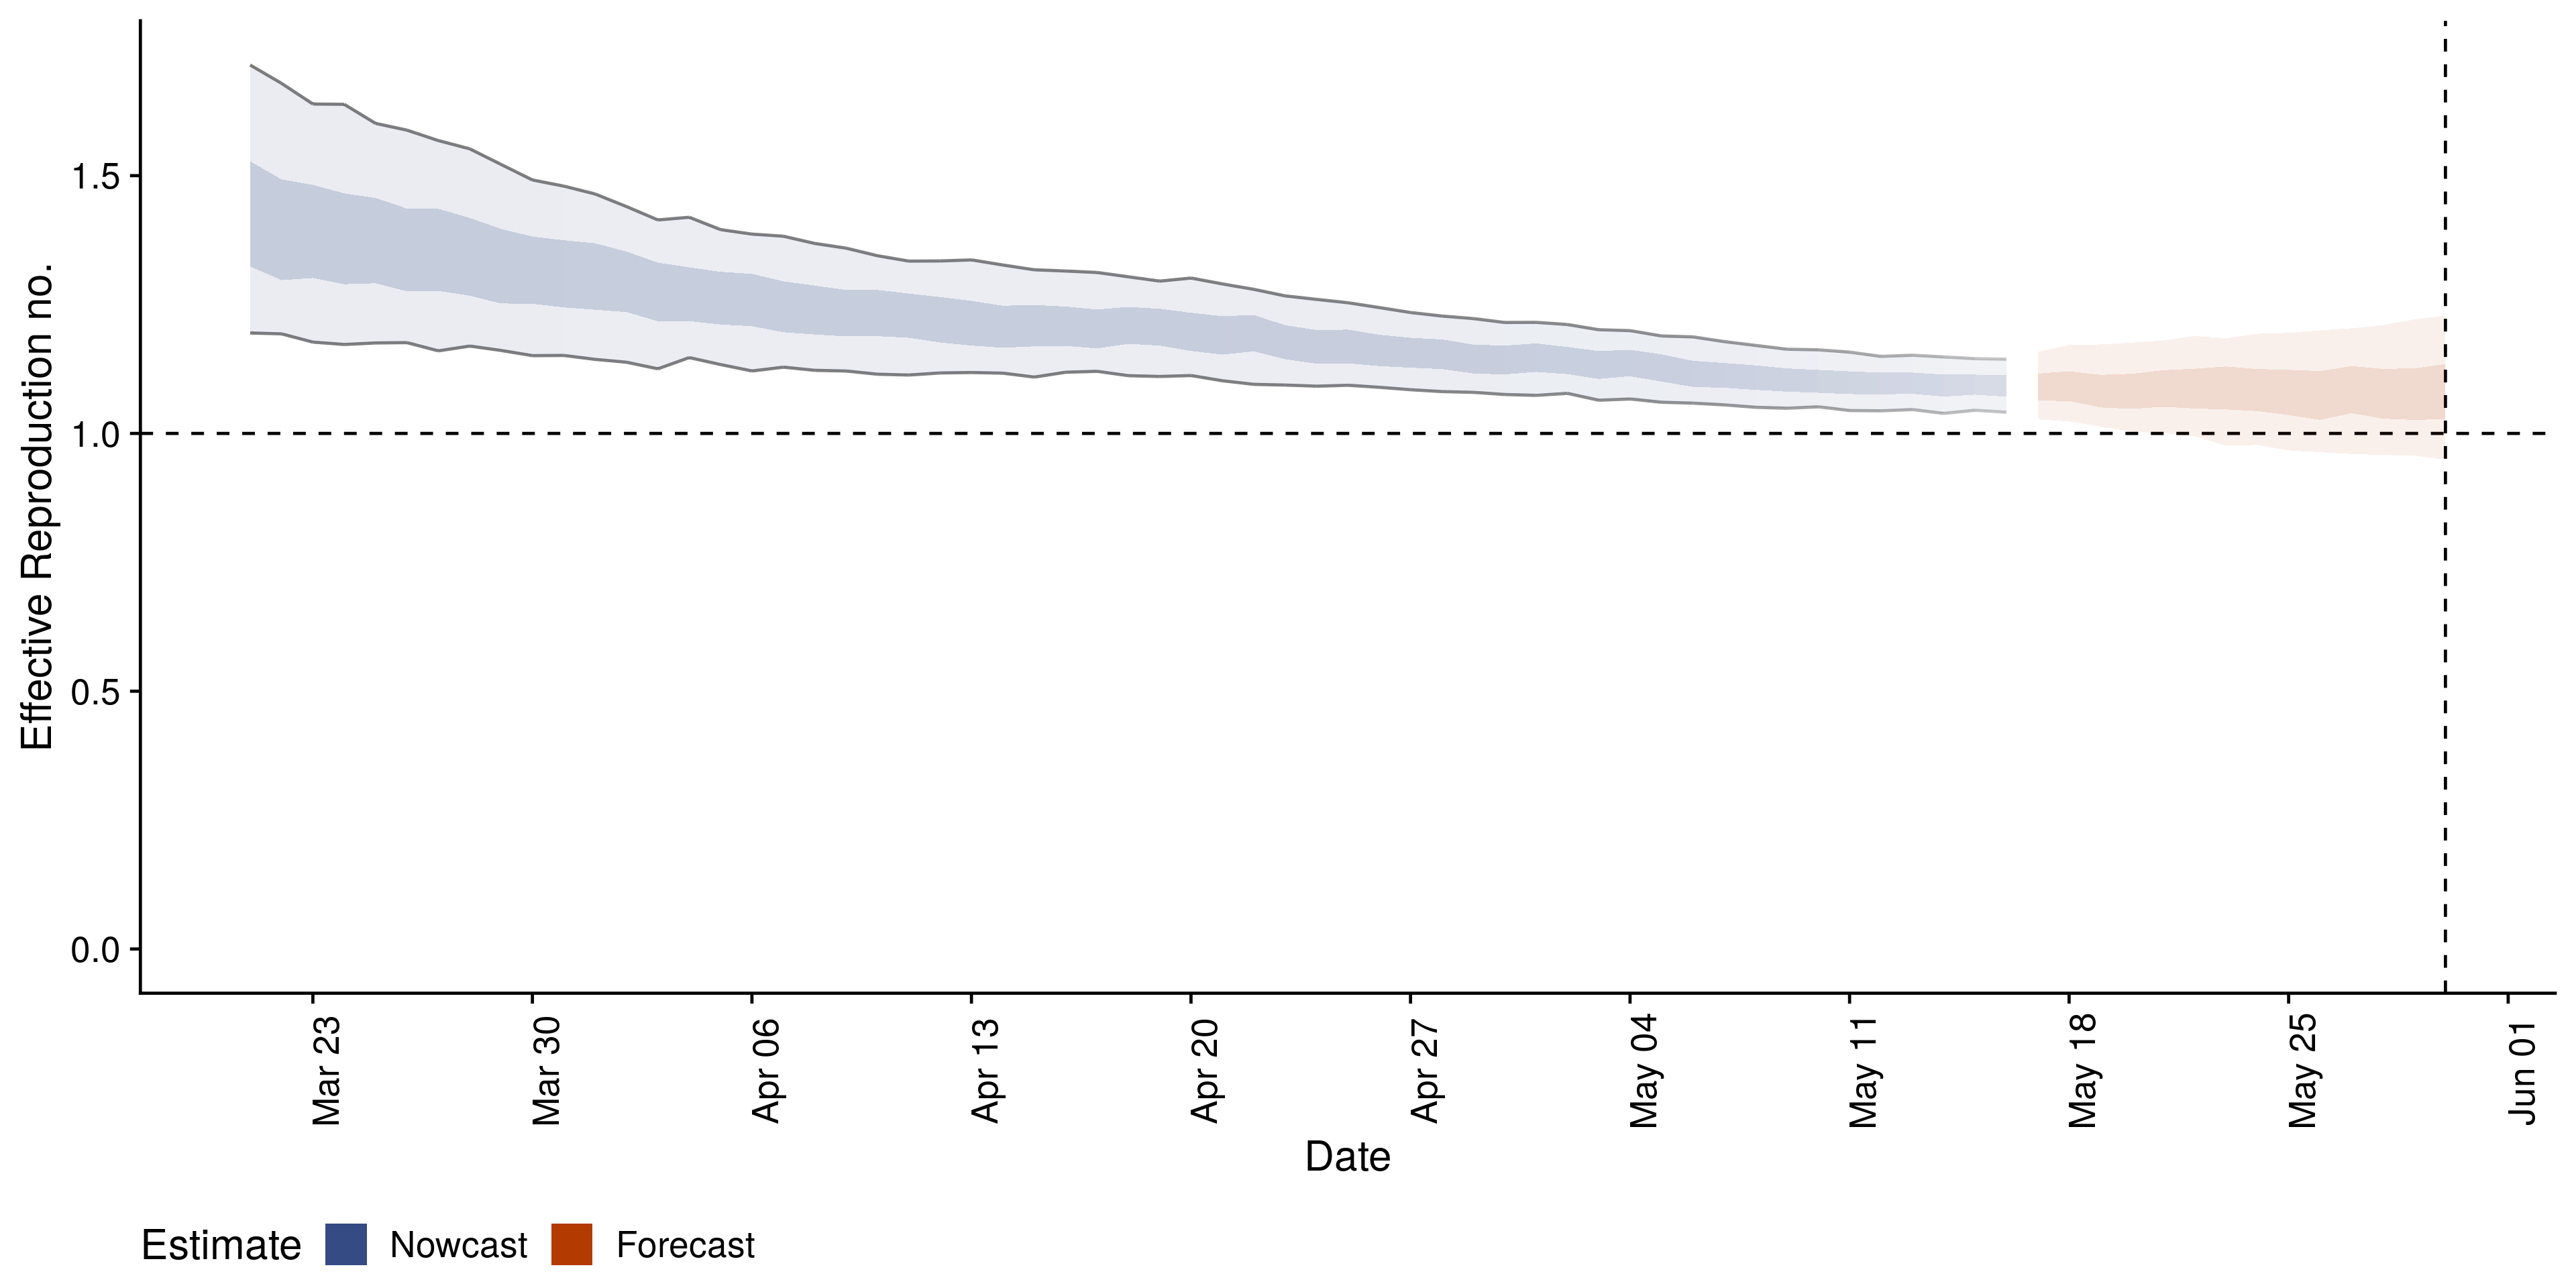 Effective Reproduction no.
1.5
1.0
0.5
0.0
Mar 23
Mar 30
Apr 06
Apr 13
Apr 20
Apr 27
May 04
May 11
May 18
May 25
Jun 01
Date
Estimate Nowcast Forecast